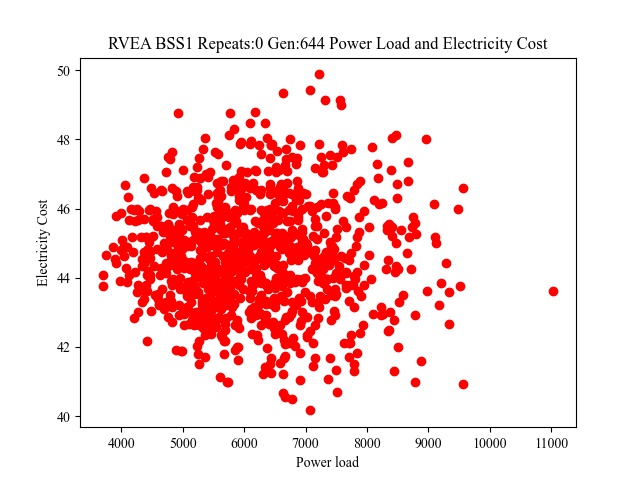 RVEA BSS1 Repeats:0 Gen:644 Power Load and Electricity Cost
50
48
46
44
42
40
Electricity Cost
4000 5000 6000 7000 8000 9000 10000 11000
Power load